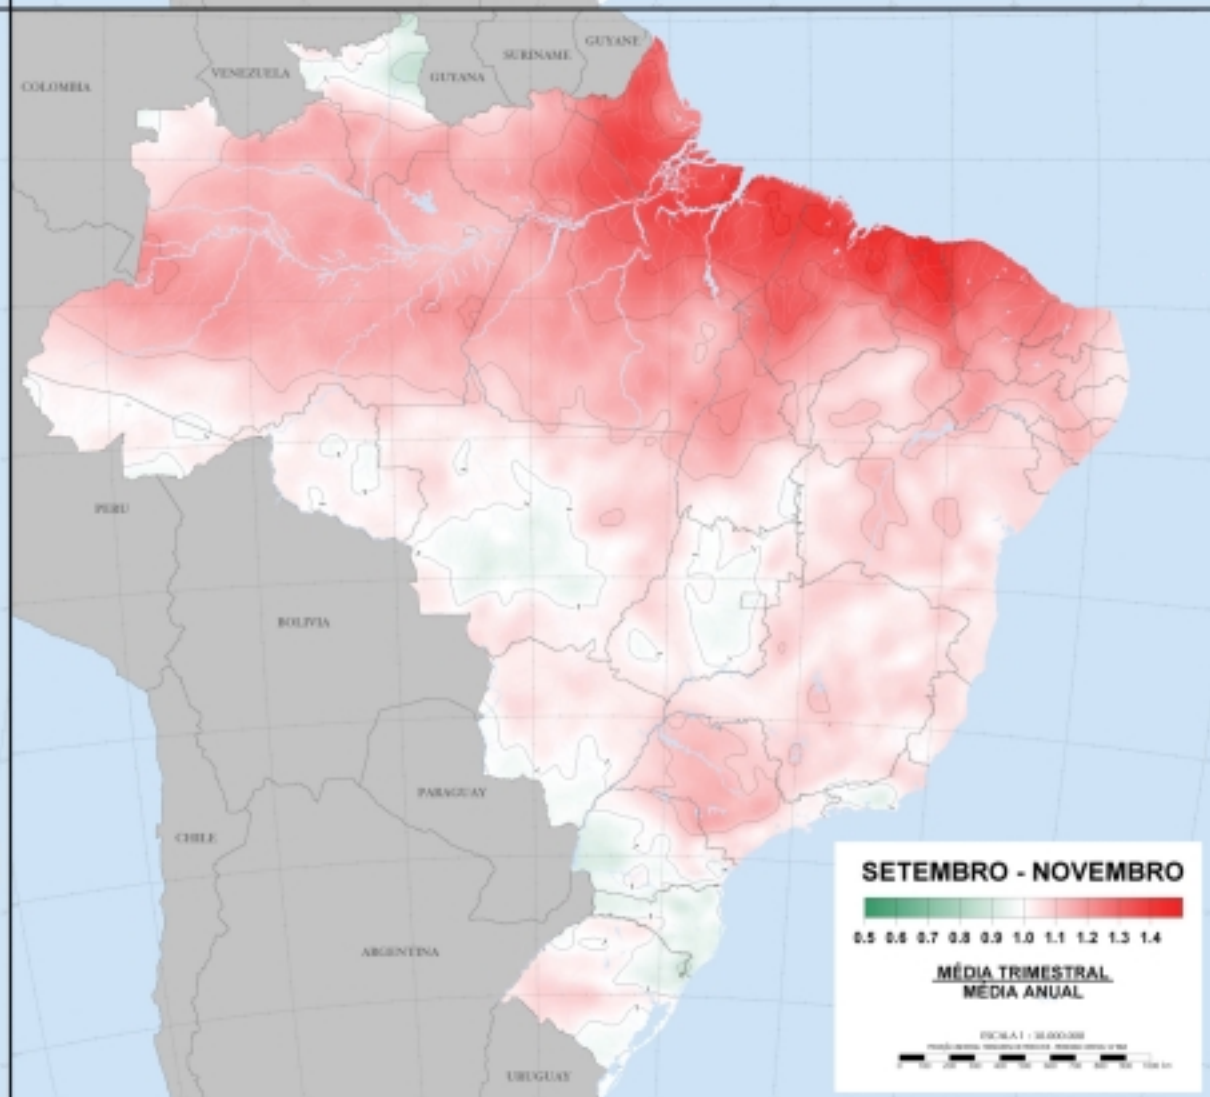 GUYANE
SURINAME
VENEZUELA
GUYANA
COLOMBIA
PERU
BOLIVIA
PARAGUAY
CHILE
ARGENTINA
URUGUAY
SETEMBRO - NOVEMBRO
0.5 0.6 0.7 0.8 0.9 1.0 1.1 1.2 1.3 1.4
MÉDIA TRIMESTRAL
MÉDIA ANUAL